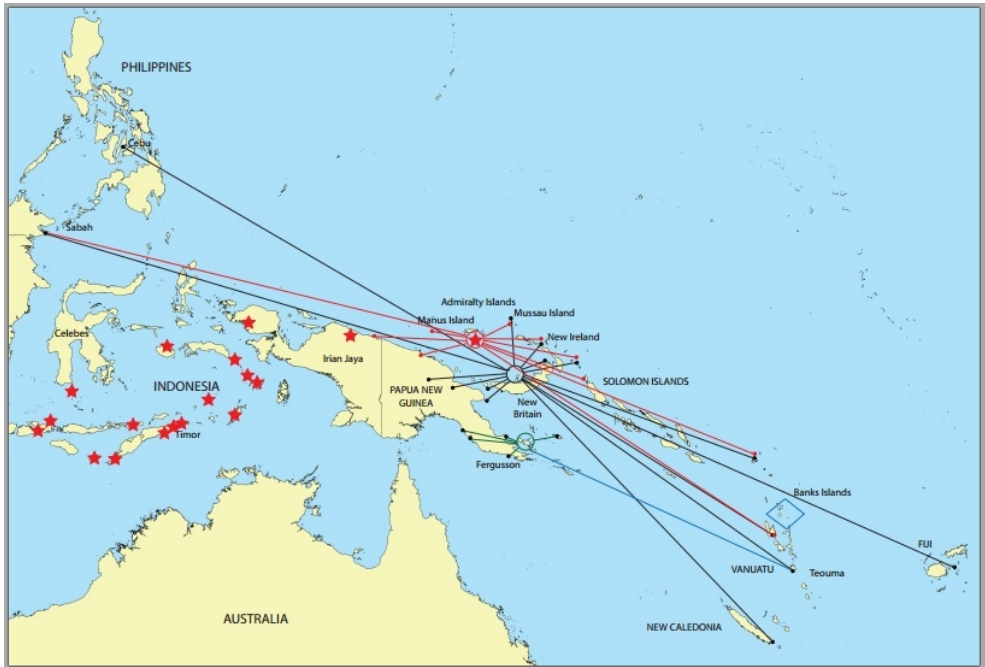 PHILIPPINES
Cebu
Sabah
Admiralty Islands
Manus Island
Mussau Island
Celebes
New Ireland
Irian Jaya
INDONESIA
PAPUA NEW
GUINEA
SOLOMON ISLANDS
New
Britain
Timor
Fergusson
Banks Islands
FIJI
VANUATU
Teouma
AUSTRALIA
NEW CALEDONIA